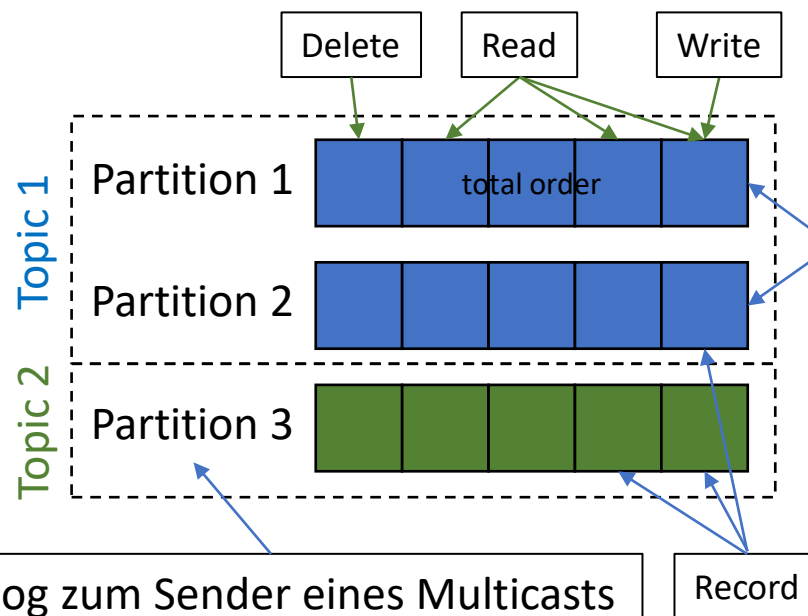 Delete
Read
Write
Topic 1
Partition 1
total order
Partition 2
Topic 2
Partition 3
zum Sender eines Multicasts
Record